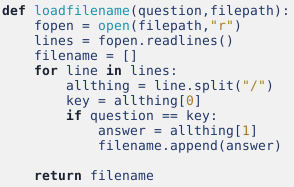 def loadfilename(question,filepath):
    fopen = open(filepath,"r")
    lines = fopen.readlines()
    filename = []
    for line in lines:
        allthing = line.split("/")
        key = allthing[0]
        if question == key:
            answer = allthing[1]
            filename.append(answer)

    return filename